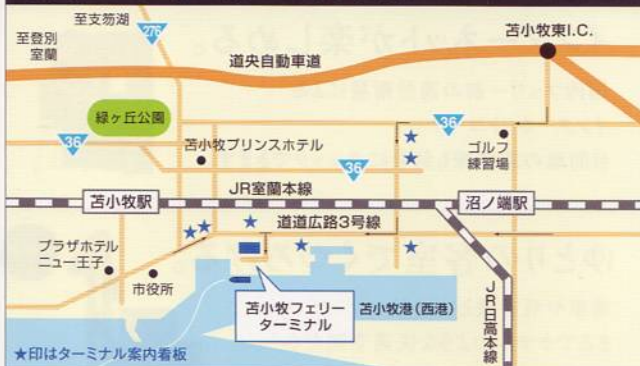 至支笏湖
至登別
室蘭
276
苫小牧東I.C.
道央自動車道
緑ヶ丘公園
36
36
苫小牧プリンスホテル
36
ゴルフ
練習場
JR室蘭本線
苫小牧駅
沼ノ端駅
★
★
★★
★
道道広路3号線
★
★
プラザホテル
ニュー王子
市役所
苫小牧フェリー
ターミナル
苫小牧港(西港)
JR日高本線
★印はターミナル案内看板